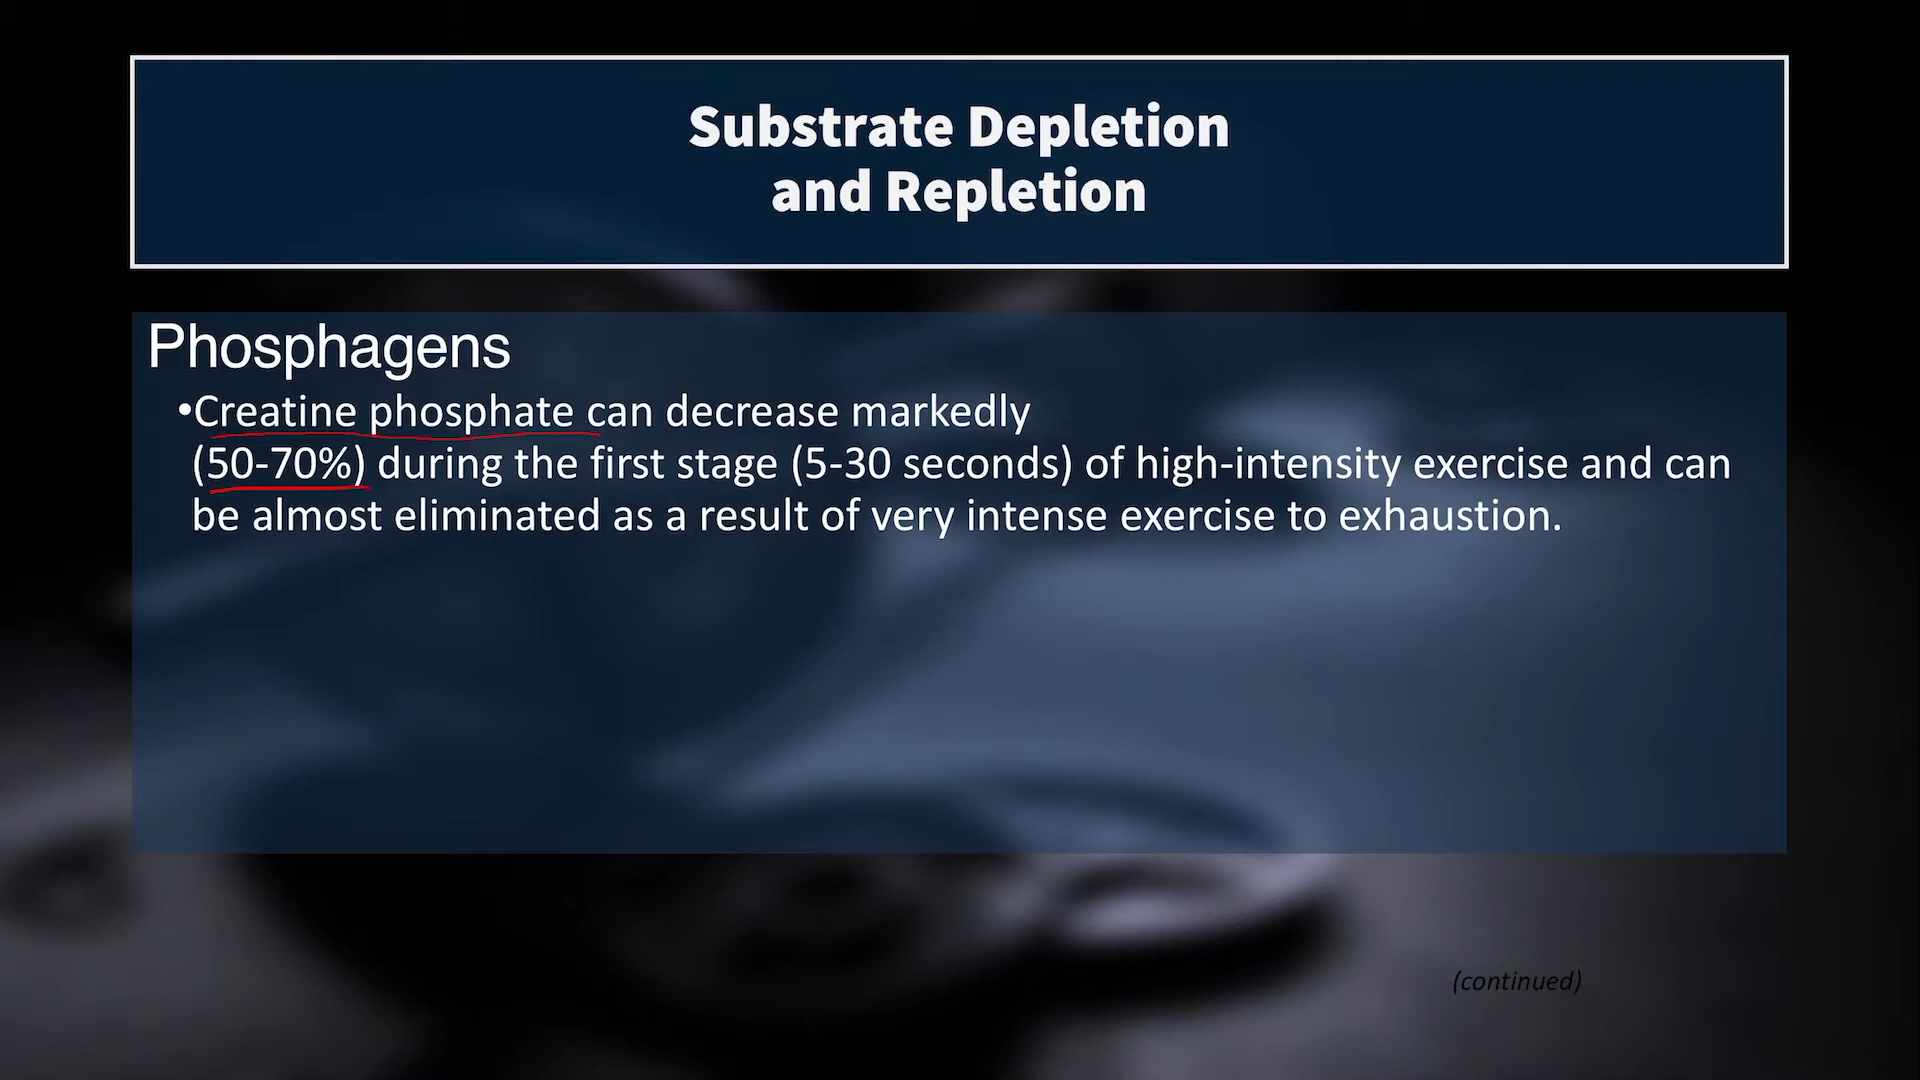 Substrate Depletion
and Repletion
Phosphagens
•Creatine phosphate can decrease markedly
(50-70%) during the first stage (5-30 seconds) of high-intensity exercise and can
be almost eliminated as a result of very intense exercise to exhaustion.
(continued)